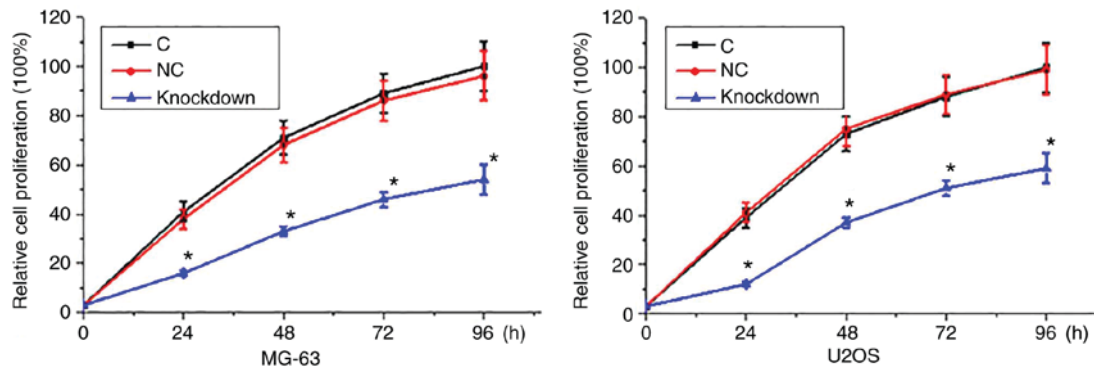 Relative cell proliferation (100%)
120
100
80
60
40
20
0
C
NC
Knockdown
*
*
*
*
0 24 48 72 96 (h)
MG-63
Relative cell proliferation (100%)
120
100
80
60
40
20
0
C
NC
Knockdown
*
*
*
*
0 24 48 72 96 (h)
U2OS